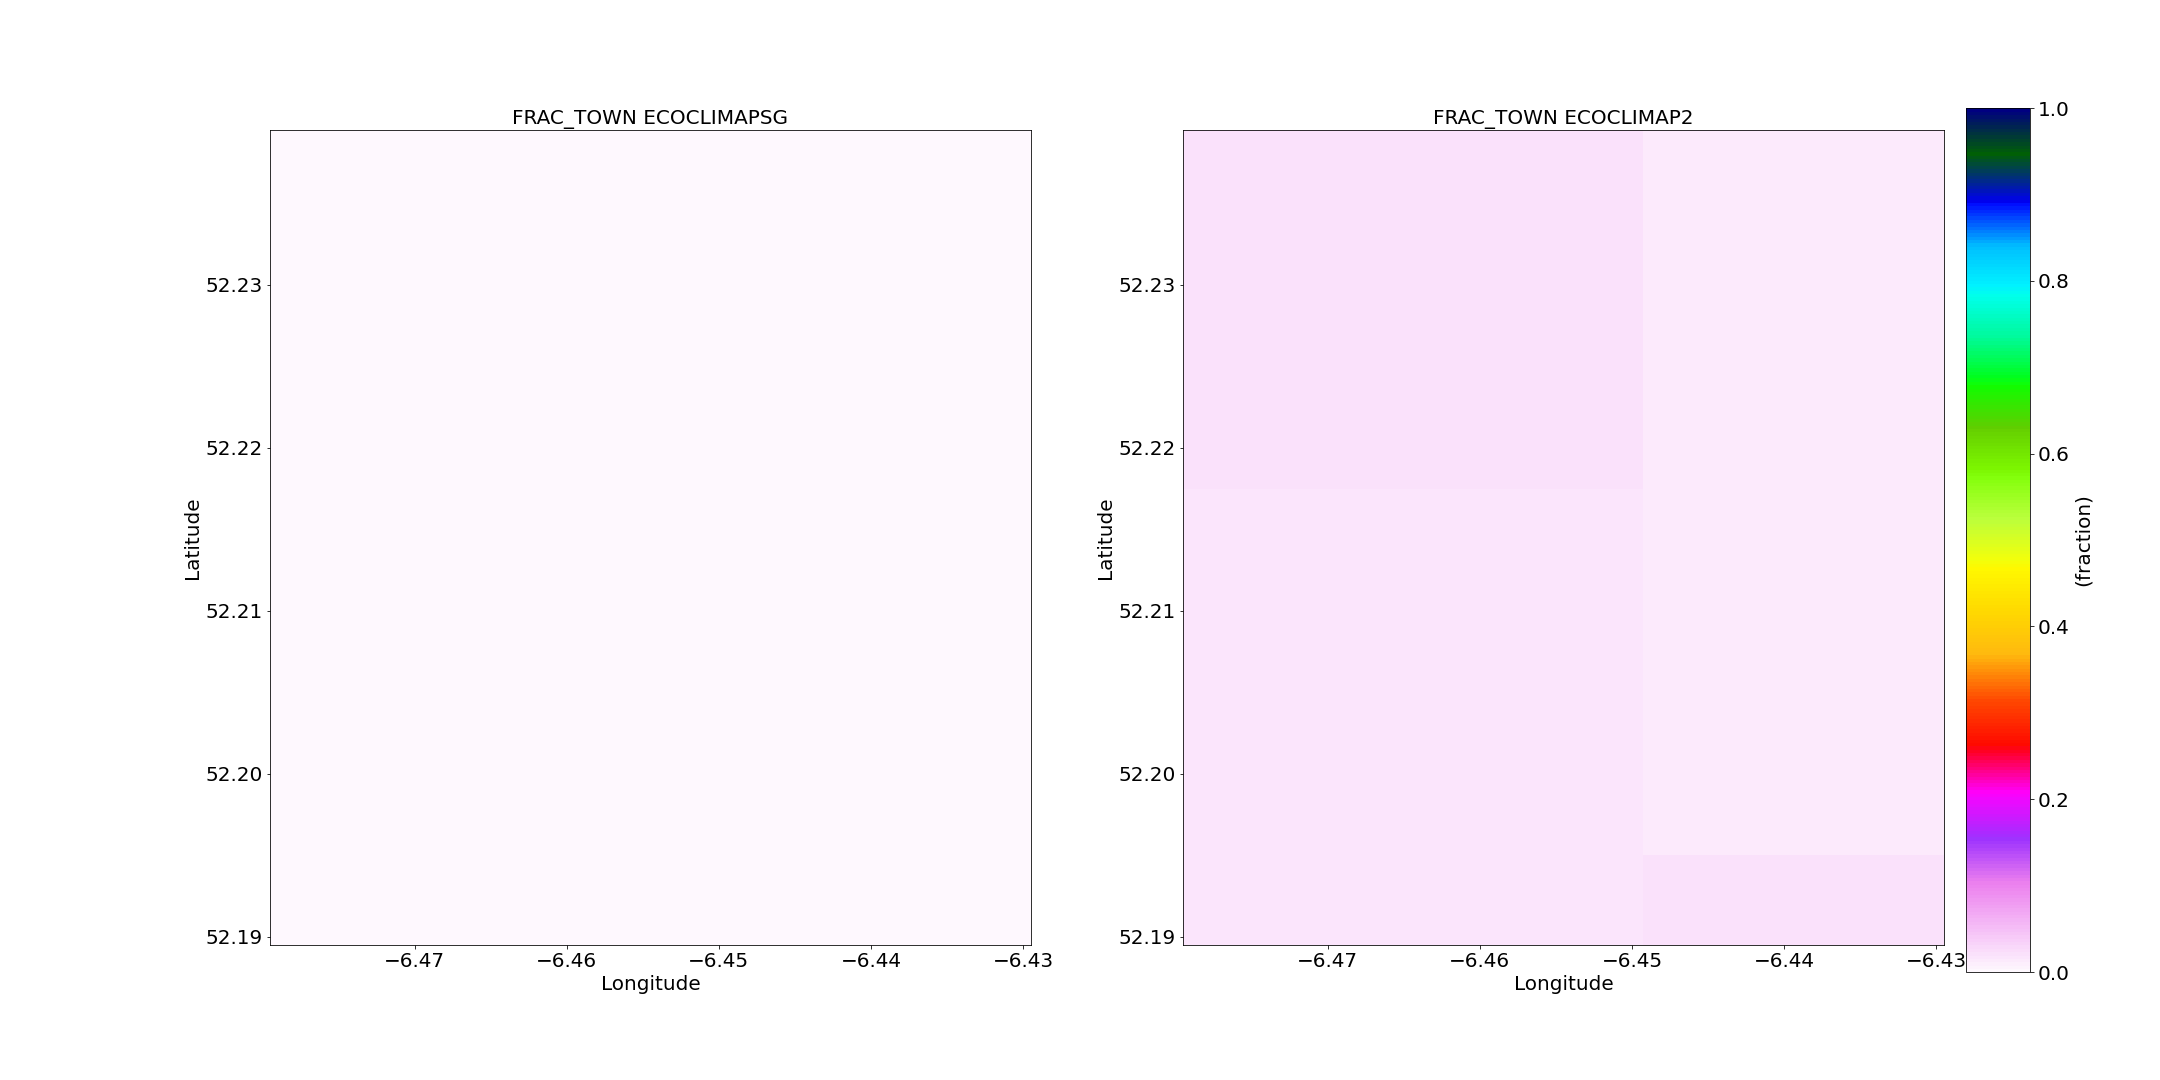 FRAC_TOWN ECOCLIMAPSG
52.23
52.22
52.21
52.20
52.19
Latitude
−6.47 −6.46 −6.45 −6.44 −6.43
Longitude
FRAC_TOWN ECOCLIMAP2
52.23
52.22
52.21
52.20
52.19
Latitude
−6.47 −6.46 −6.45 −6.44 −6.43
Longitude
1.0
0.8
0.6
0.4
0.2
0.0
(fraction)